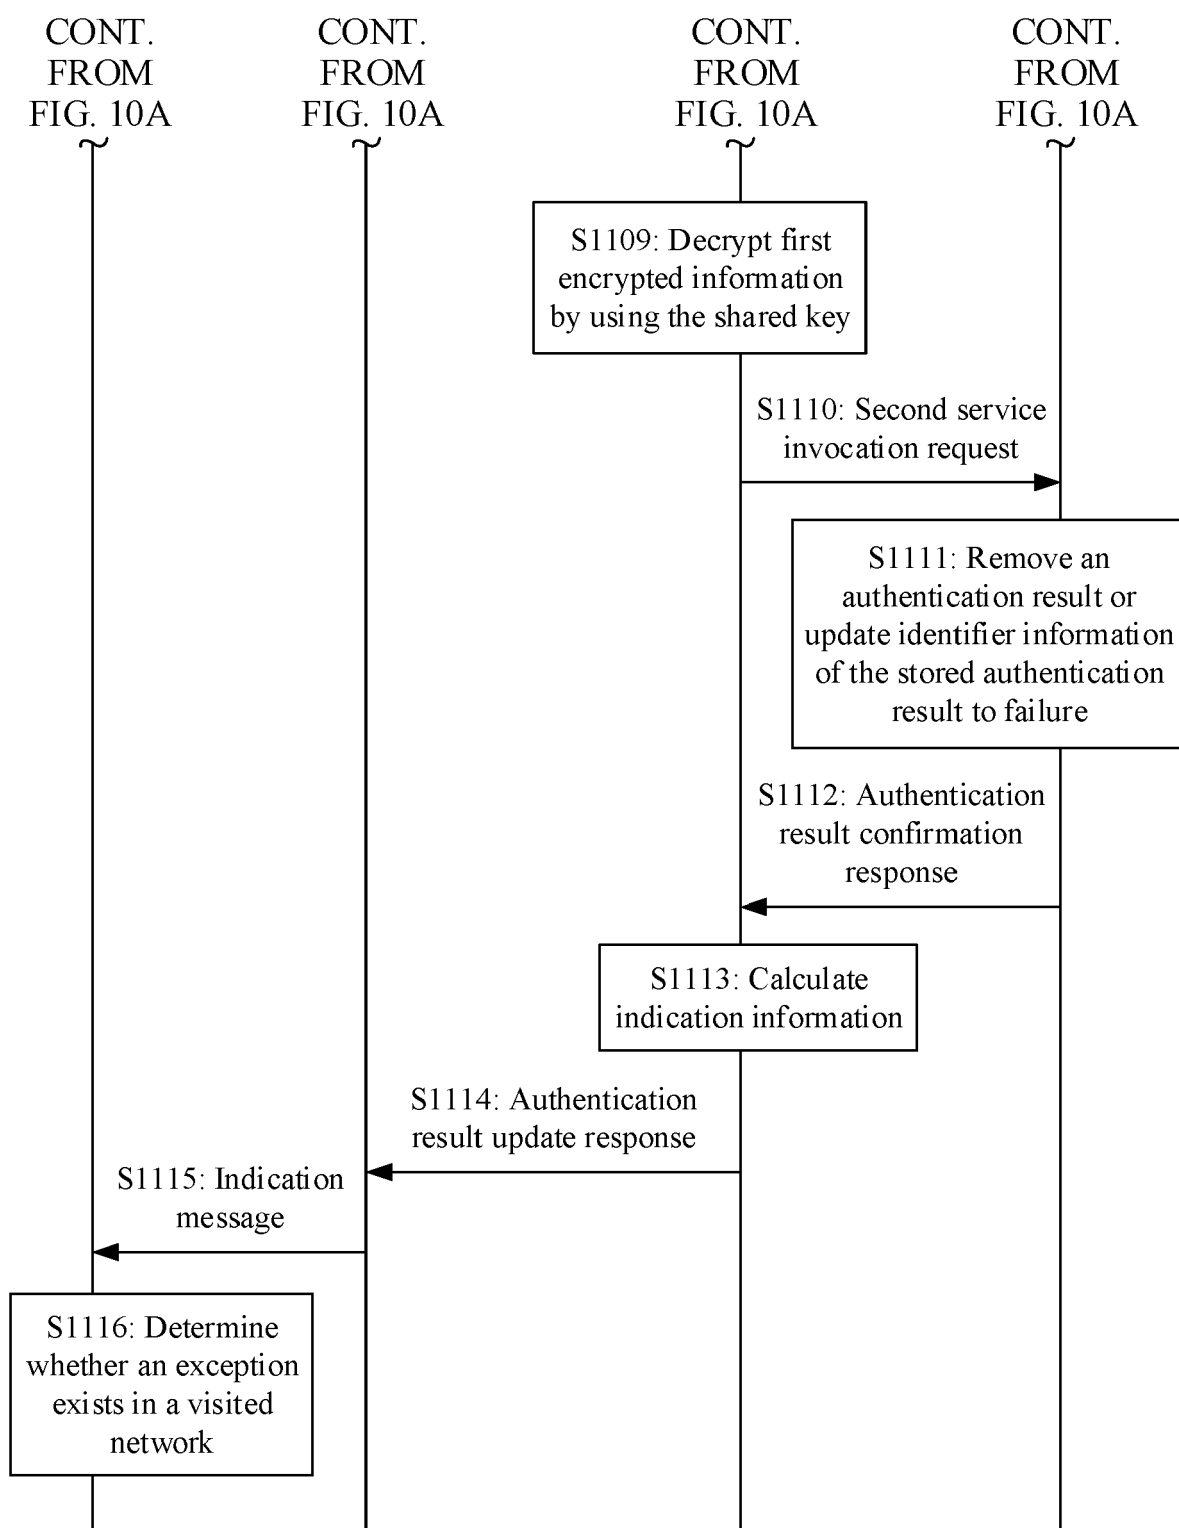 CONT.
FROM
FIG. 10A
CONT.
FROM
FIG. 10A
CONT.
FROM
FIG. 10A
CONT.
FROM
FIG. 10A
S1109: Decrypt first
encrypted information
by using the shared key
S1110: Second service
invocation request
S1111: Remove an
authentication result or
update identifier information
of the stored authentication
result to failure
S1112: Authentication
result confirmation
response
S1113: Calculate
indication information
S1114: Authentication
result update response
S1115: Indication
message
S1116: Determine
whether an exception
exists in a visited
network